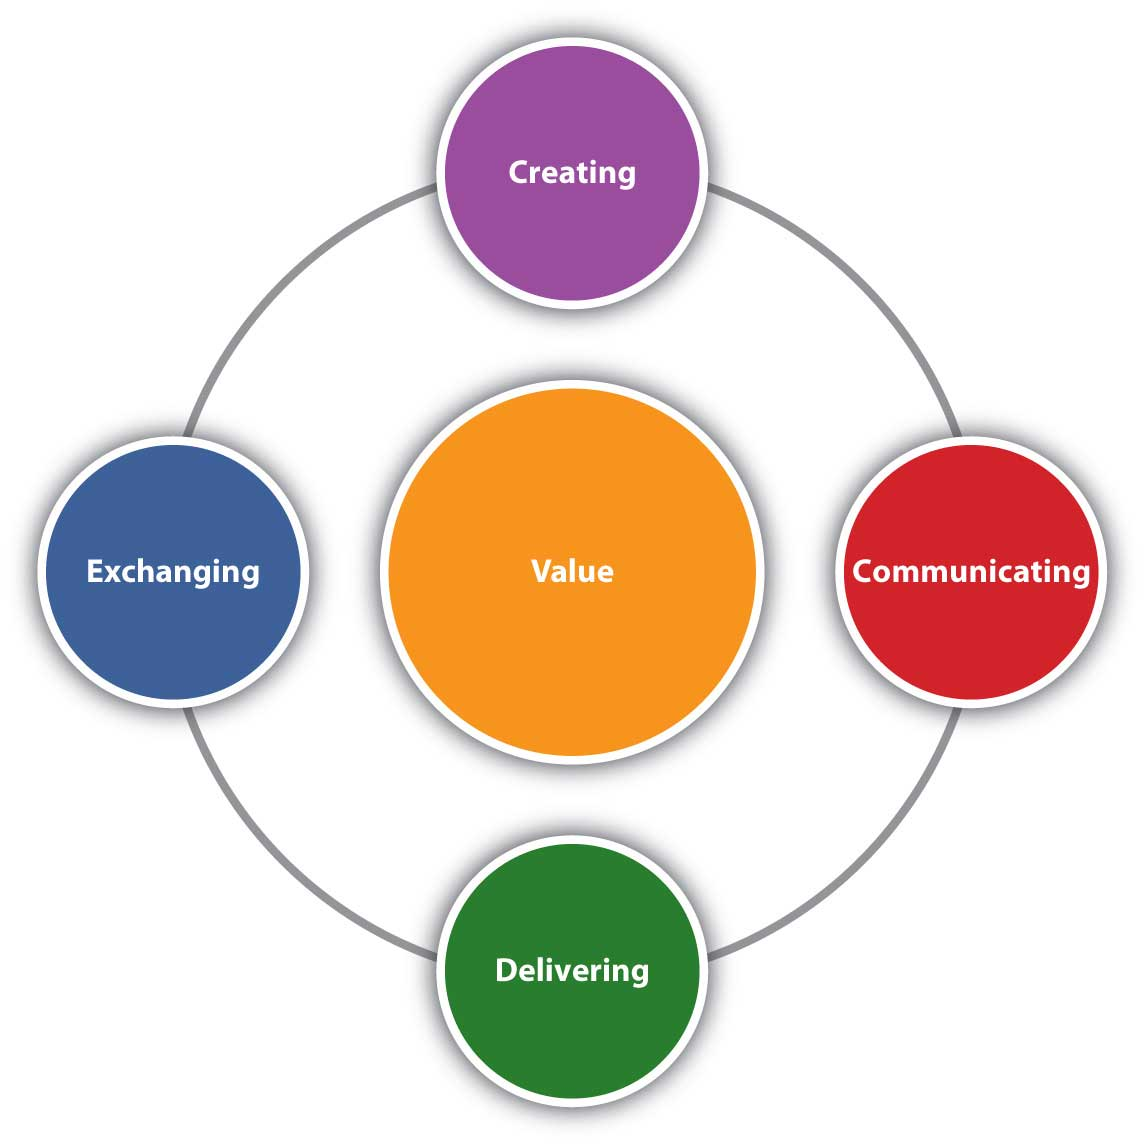 Creating
Exchanging
Value
Communicating
Delivering